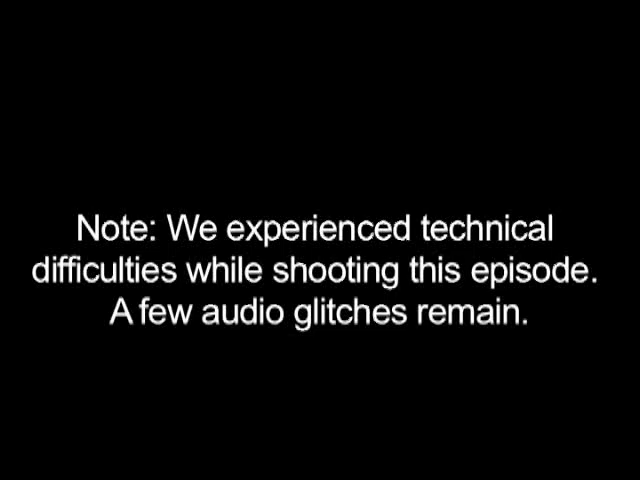 Note: We experienced technical
difficulties while shooting this episode.
A few audio glitches remain.